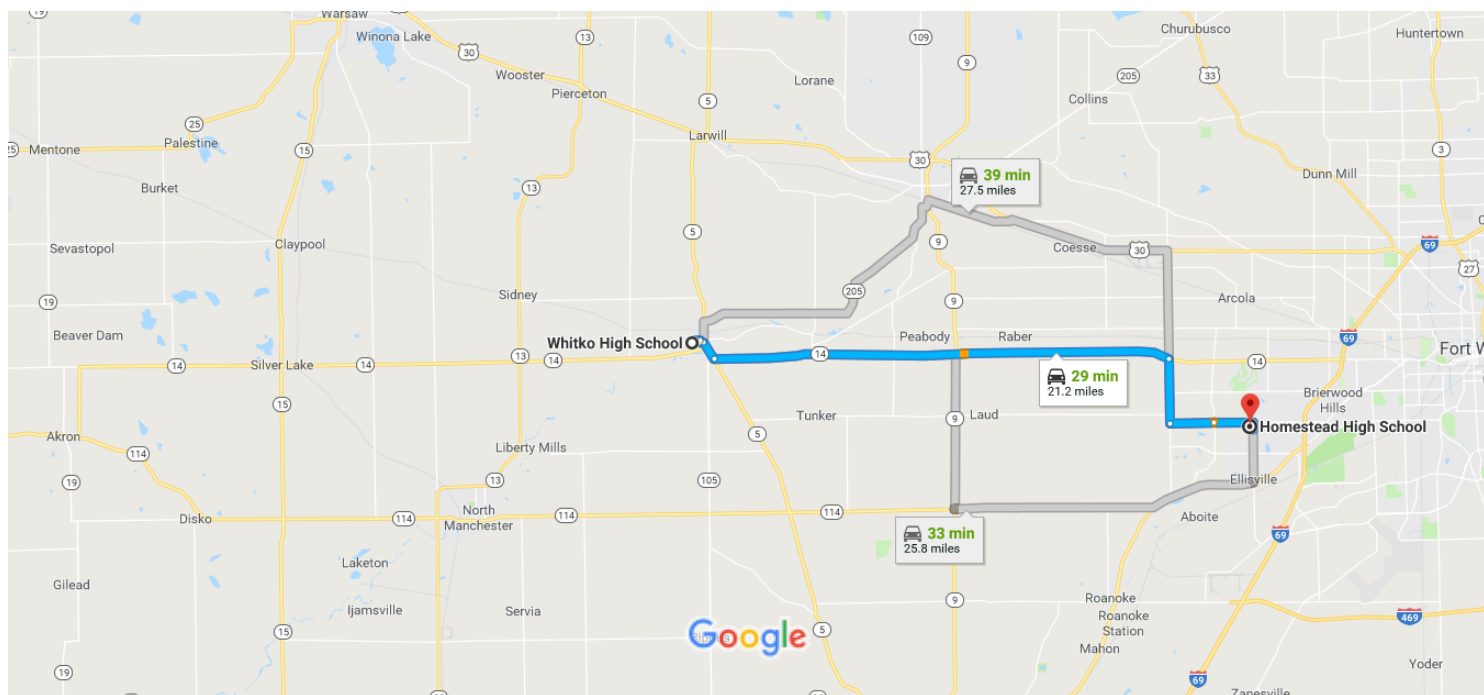 19
15
Warsaw
Winona Lake
30
13
Wooster
Pierceton
5
Larwill
109
9
Lorane
Churubusco
33
205
Collins
Huntertown
3
Dunn Mill
25
Palestine
25
Mentone
15
Burket
13
30
39 min
27.5 miles
Sevastopol
Claypool
5
9
Coesse
30
69
27
Sidney
205
9
Arcola
19
Beaver Dam
Whitko High School
Peabody
Raber
14
Silver Lake
14
13
14
14
14
69
Fort W
29 min
21.2 miles
Brierwood
Hills
15
Tunker
9
Laud
Homestead High School
Akron
114
5
Liberty Mills
19
13
105
Ellisville
Disko
114
North
Manchester
114
Aboite
33 min
25.8 miles
69
Laketon
Gilead
Ijamsville
Servia
9
Roanoke
Roanoke
Station
469
15
Google
5
Mahon
19
69
Yoder
Zanesville